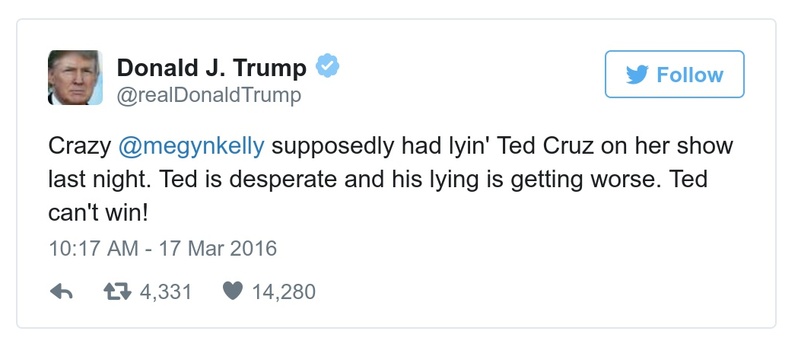 Donald J. Trump
@realDonaldTrump
Follow
Crazy @megynkelly supposedly had lyin' Ted Cruz on her show
last night. Ted is desperate and his lying is getting worse. Ted
can't win!
10:17 AM - 17 Mar 2016
4,331 14,280